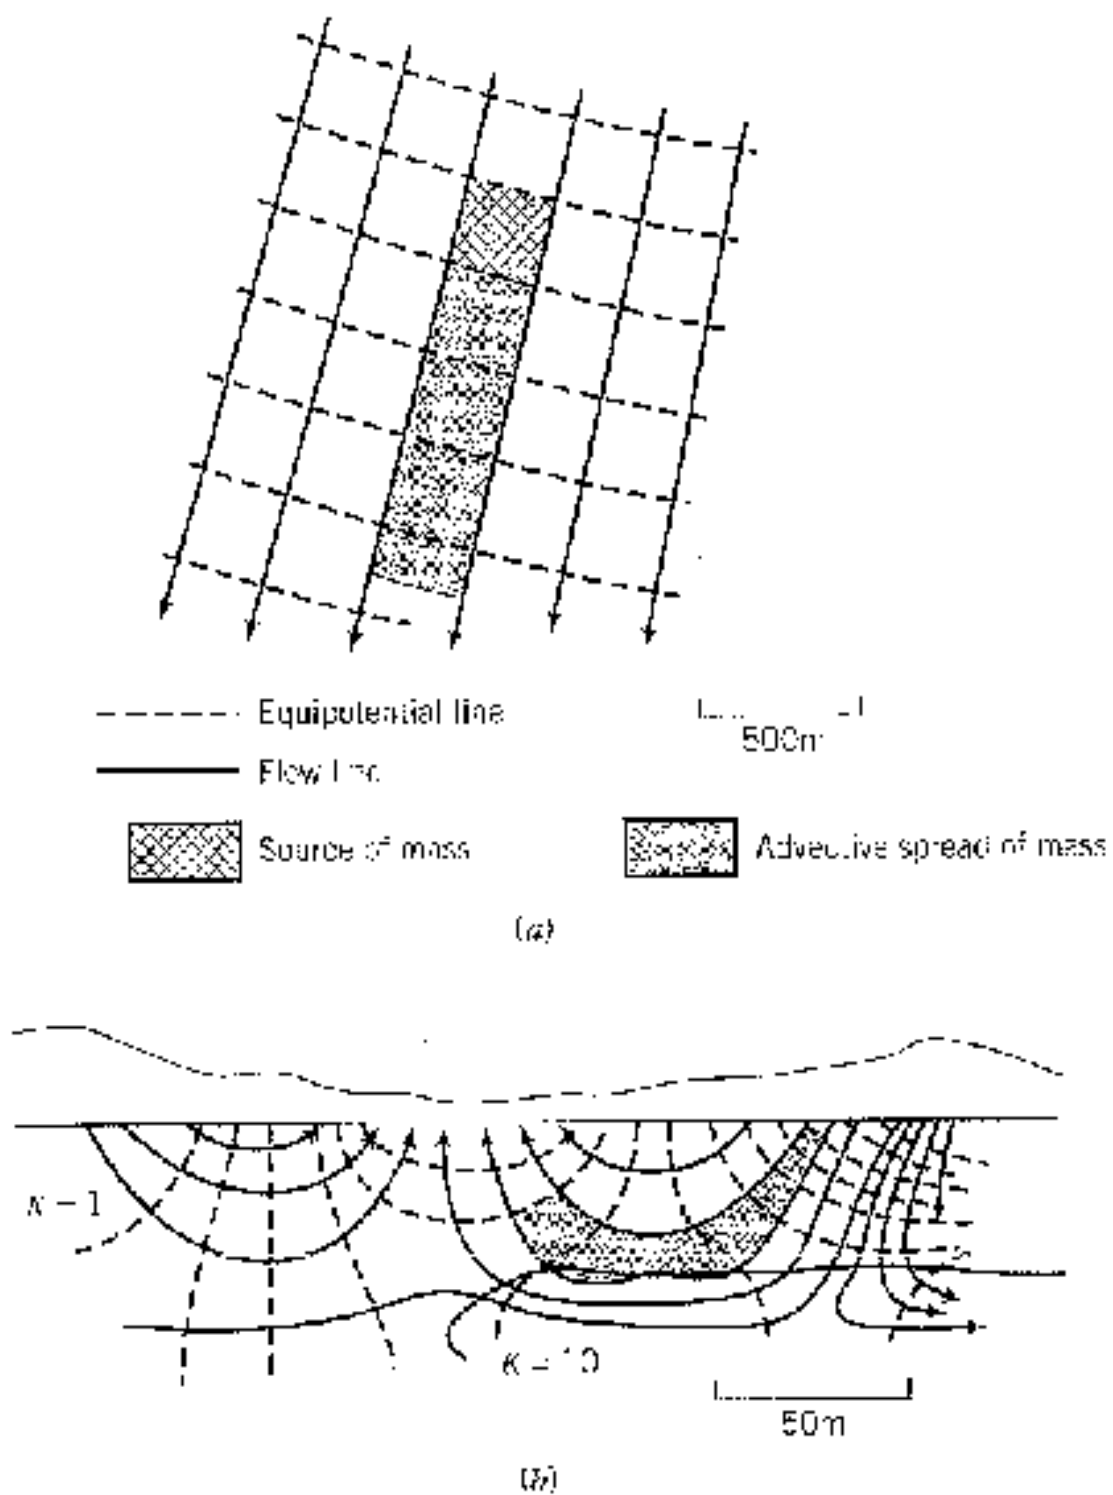 Equipotential line
500m
Flow line
Source of mass
Advective spread of mass
(a)
K = 1
K = 10
50m
(b)